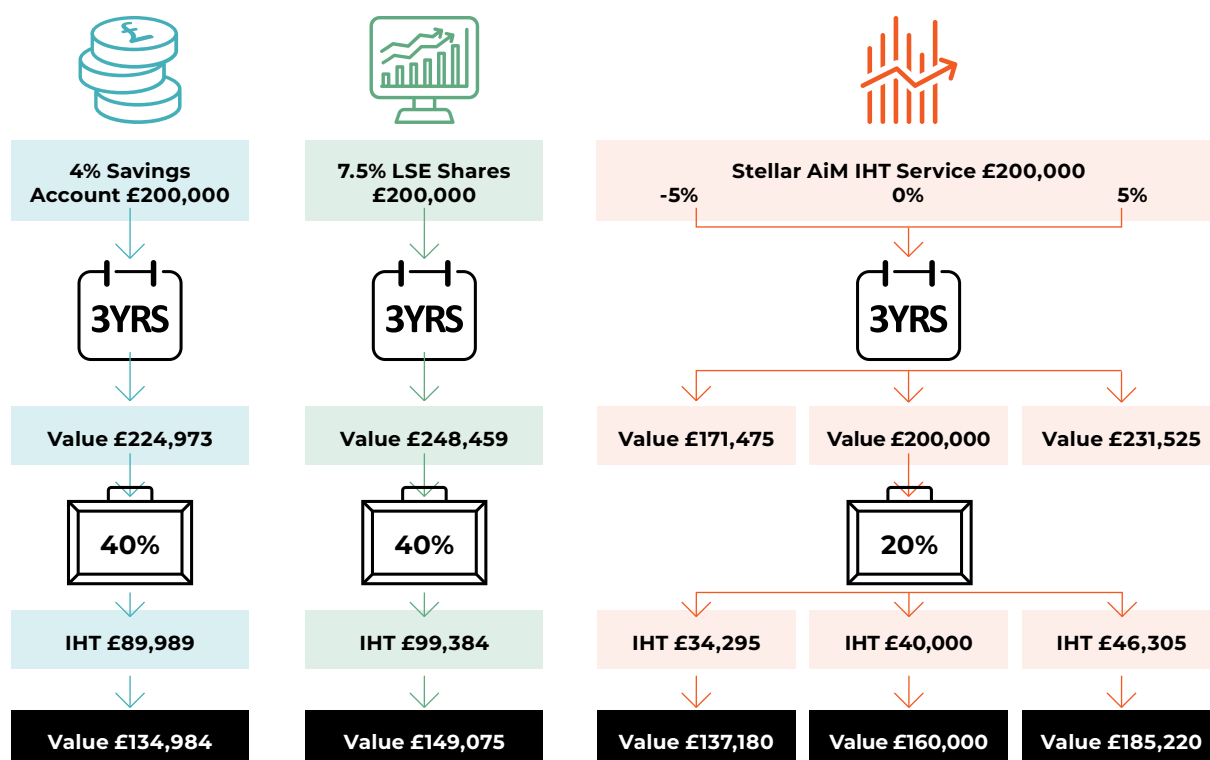 £
4% Savings
Account £200,000
7.5% LSE Shares
£200,000
Stellar AiM IHT Service £200,000
-5% 0% 5%
3YRS 3YRS 3YRS
Value £224,973 Value £248,459 Value £171,475 Value £200,000 Value £231,525
40% 40% 20%
IHT £89,989 IHT £99,384 IHT £34,295 IHT £40,000 IHT £46,305
Value £134,984 Value £149,075 Value £137,180 Value £160,000 Value £185,220